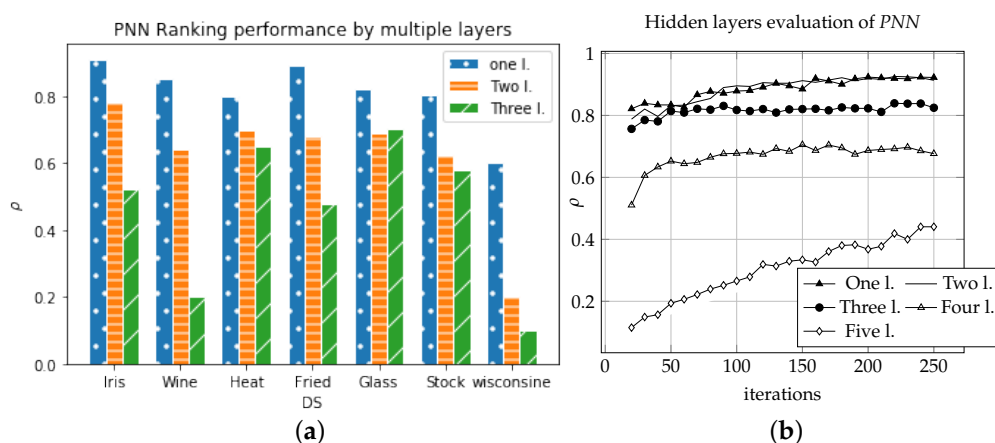 PNN Ranking performance by multiple layers
one l.
Two l.
Three l.
0.8
0.6
0.4
0.2
0.0
ρ
Iris Wine Heat Fried Glass Stock wisconsine
DS
(a)
Hidden layers evaluation of PNN
1
0.8
0.6
0.4
0.2
ρ
One l. Two l.
Three l. Four l.
Five l.
0 50 100 150 200 250
iterations
(b)